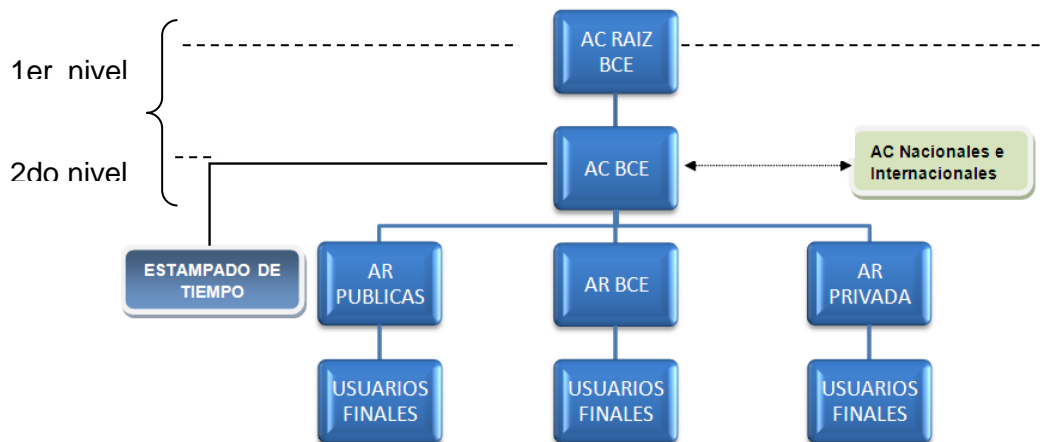 AC RAIZ
BCE
1er nivel
2do nivel
AC BCE
AC Nacionales e
Internacionales
ESTAMPADO DE
TIEMPO
AR
PUBLICAS
AR BCE
AR
PRIVADA
USUARIOS
FINALES
USUARIOS
FINALES
USUARIOS
FINALES